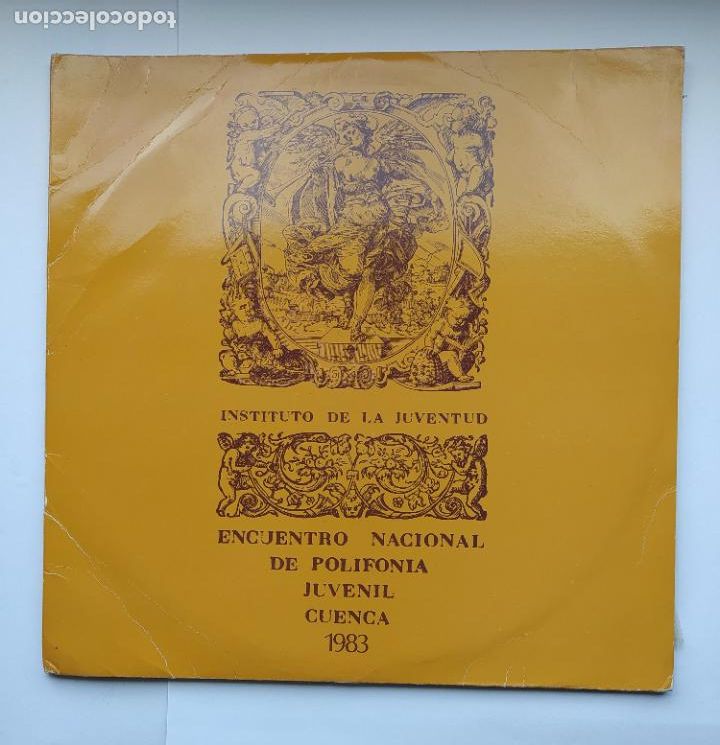 todocoleccion
INSTITUTO DE LA JUVENTUD
ENCUENTRO NACIONAL
DE POLIFONIA
JUVENIL
CUENCA
1983